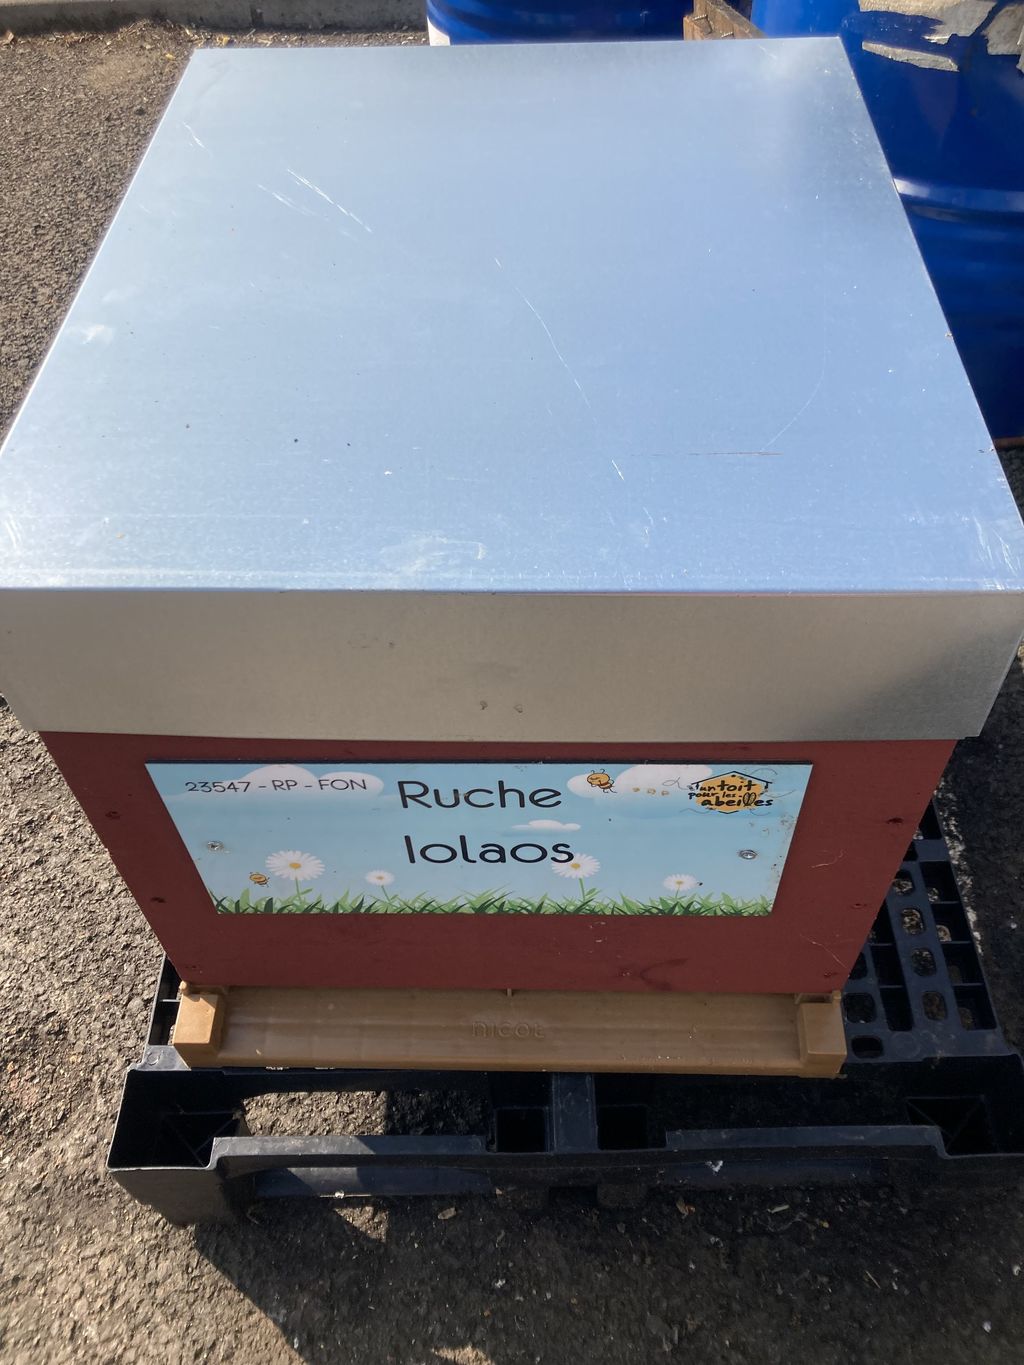 23547 - RP - FON
Ruche
Iolaos
un toit
pour les
abeilles
nicot